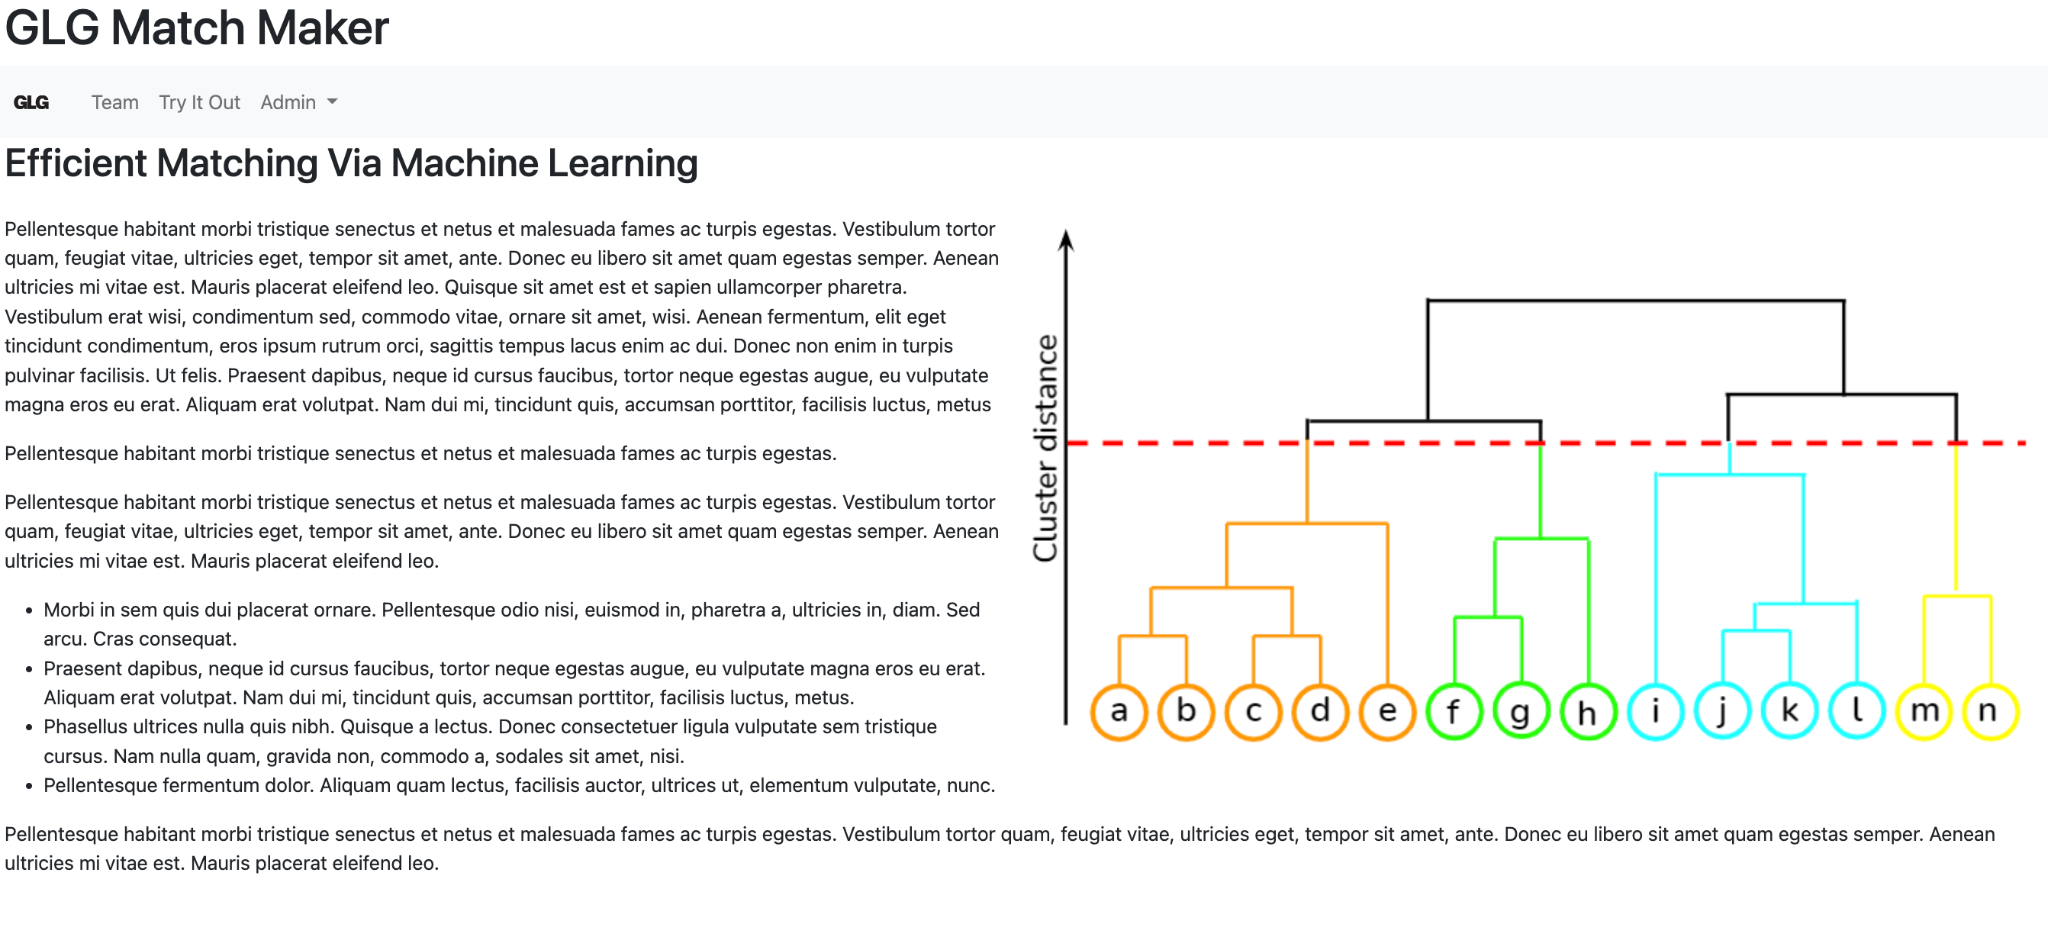 GLG Match Maker
GLG Team Try It Out Admin
Efficient Matching Via Machine Learning
Pellentesque habitant morbi tristique senectus et netus et malesuada fames ac turpis egestas. Vestibulum tortor
quam, feugiat vitae, ultricies eget, tempor sit amet, ante. Donec eu libero sit amet quam egestas semper. Aenean
ultricies mi vitae est. Mauris placerat eleifend leo. Quisque sit amet est et sapien ullamcorper pharetra.
Vestibulum erat wisi, condimentum sed, commodo vitae, ornare sit amet, wisi. Aenean fermentum, elit eget
tincidunt condimentum, eros ipsum rutrum orci, sagittis tempus lacus enim ac dui. Donec non enim in turpis
pulvinar facilisis. Ut felis. Praesent dapibus, neque id cursus faucibus, tortor neque egestas augue, eu vulputate
magna eros eu erat. Aliquam erat volutpat. Nam dui mi, tincidunt quis, accumsan porttitor, facilisis luctus, metus
Pellentesque habitant morbi tristique senectus et netus et malesuada fames ac turpis egestas.
Pellentesque habitant morbi tristique senectus et netus et malesuada fames ac turpis egestas. Vestibulum tortor
quam, feugiat vitae, ultricies eget, tempor sit amet, ante. Donec eu libero sit amet quam egestas semper. Aenean
ultricies mi vitae est. Mauris placerat eleifend leo.
• Morbi in sem quis dui placerat ornare. Pellentesque odio nisi, euismod in, pharetra a, ultricies in, diam. Sed
arcu. Cras consequat.
• Praesent dapibus, neque id cursus faucibus, tortor neque egestas augue, eu vulputate magna eros eu erat.
Aliquam erat volutpat. Nam dui mi, tincidunt quis, accumsan porttitor, facilisis luctus, metus.
• Phasellus ultrices nulla quis nibh. Quisque a lectus. Donec consectetuer ligula vulputate sem tristique
cursus. Nam nulla quam, gravida non, commodo a, sodales sit amet, nisi.
• Pellentesque fermentum dolor. Aliquam quam lectus, facilisis auctor, ultrices ut, elementum vulputate, nunc.
Cluster distance
a b c d e f g h i j k l m n
Pellentesque habitant morbi tristique senectus et netus et malesuada fames ac turpis egestas. Vestibulum tortor quam, feugiat vitae, ultricies eget, tempor sit amet, ante. Donec eu libero sit amet quam egestas semper. Aenean
ultricies mi vitae est. Mauris placerat eleifend leo.